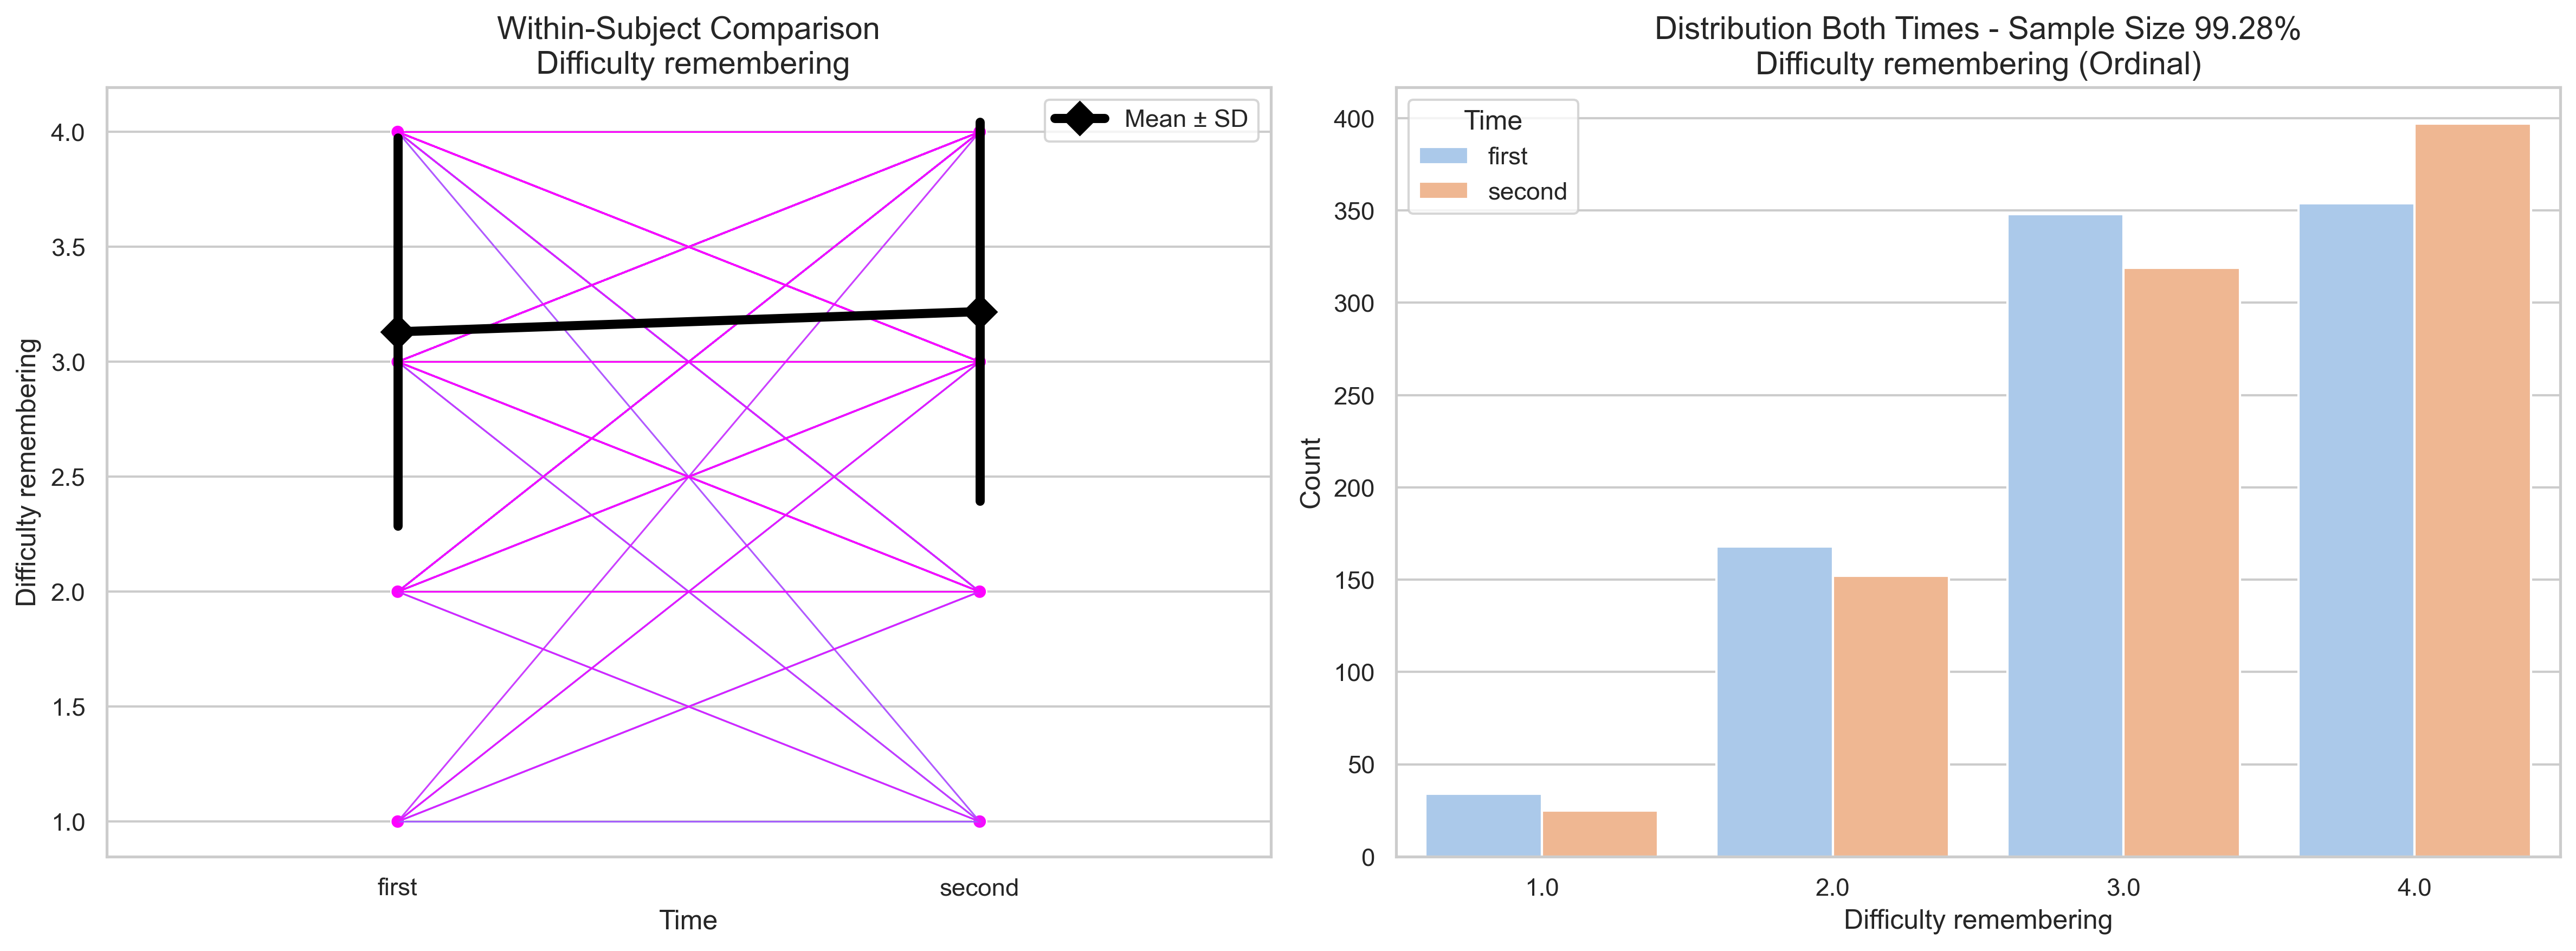 Within-Subject Comparison
Difficulty remembering
Mean ± SD
4.0
3.5
3.0
2.5
2.0
1.5
1.0
Difficulty remembering
first
second
Time
Distribution Both Times - Sample Size 99.28%
Difficulty remembering (Ordinal)
Time
first
second
400
350
300
250
200
150
100
50
0
Count
1.0
2.0
3.0
4.0
Difficulty remembering